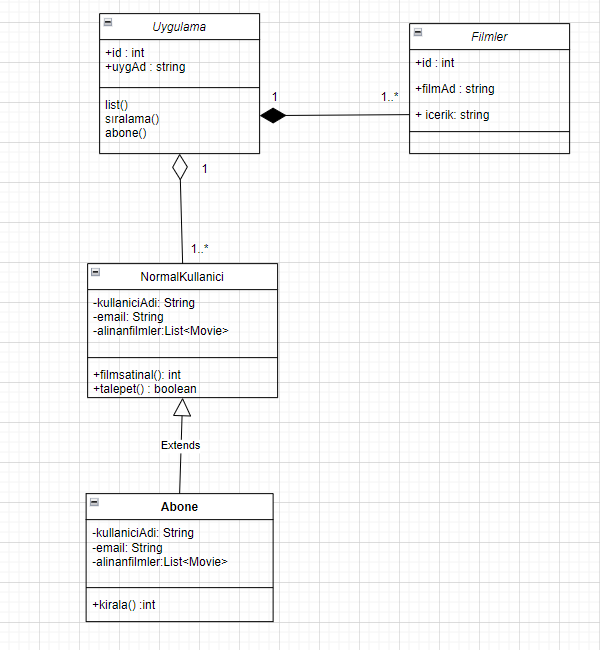 Uygulama
+id : int
+uygAd : string
list()
sıralama()
abone()
1
1..*
Filmler
+id : int
+filmAd : string
+ icerik: string
1
1..*
NormalKullanici
-kullaniciAdi: String
-email: String
-alinanfilmler:List<Movie>
+filmsatinal(): int
+talepet() : boolean
Extends
Abone
-kullaniciAdi: String
-email: String
-alinanfilmler:List<Movie>
+kirala() :int